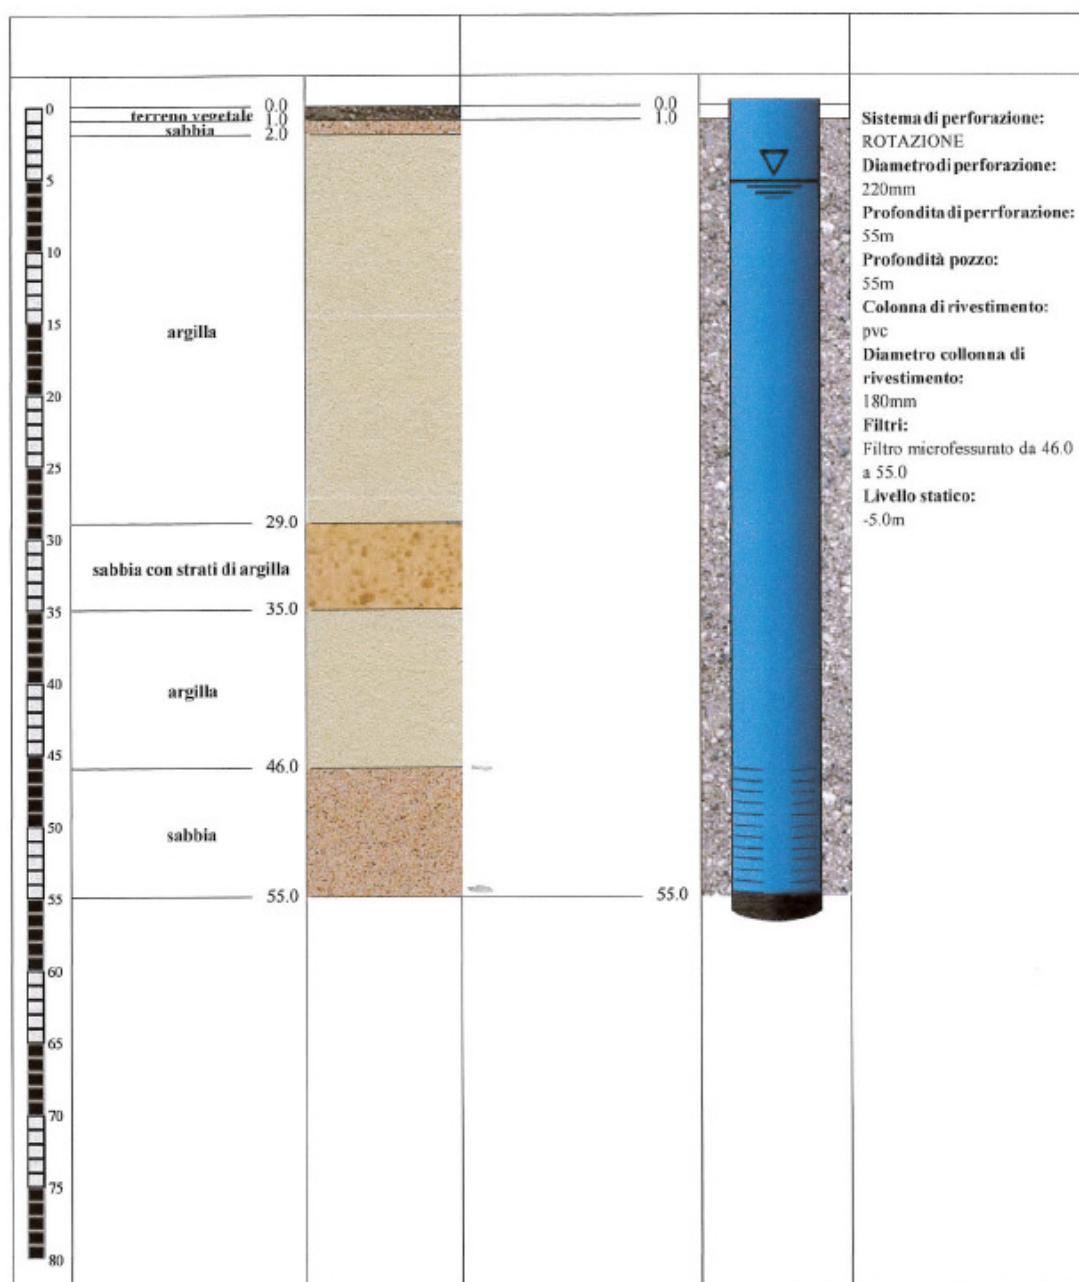 0
5
10
15
20
25
30
35
40
45
50
55
60
65
70
75
80
terreno vegetale
sabbia
argilla
sabbia con strati di argilla
argilla
sabbia
0.0
1.0
2.0
29.0
35.0
46.0
55.0
0.0
1.0
55.0
Sistema di perforazione:
ROTAZIONE
Diametro di perforazione:
220mm
Profondita di perrforazione:
55m
Profondità pozzo:
55m
Colonna di rivestimento:
pvc
Diametro collonna di
rivestimento:
180mm
Filtri:
Filtro microfessurato da 46.0
a 55.0
Livello statico:
-5.0m